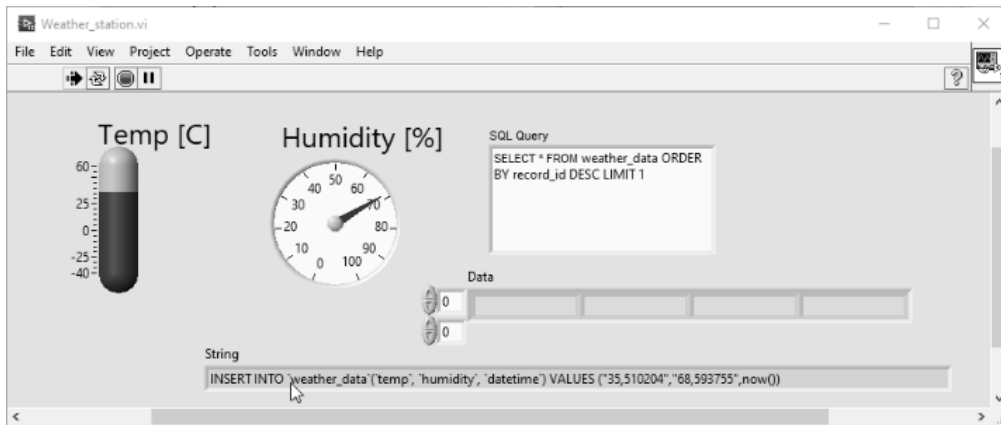 Weather_station.vi
File Edit View Project Operate Tools Window Help
Temp [C]
60
25
0
-25
-40
Humidity [%]
0 10 20 30 40 50 60 70 80 90 100
SQL Query
SELECT * FROM weather_data ORDER
BY record_id DESC LIMIT 1
Data
0
0
String
INSERT INTO `weather_data`(`temp`, `humidity`, `datetime`) VALUES ("35,510204","68,593755",now())